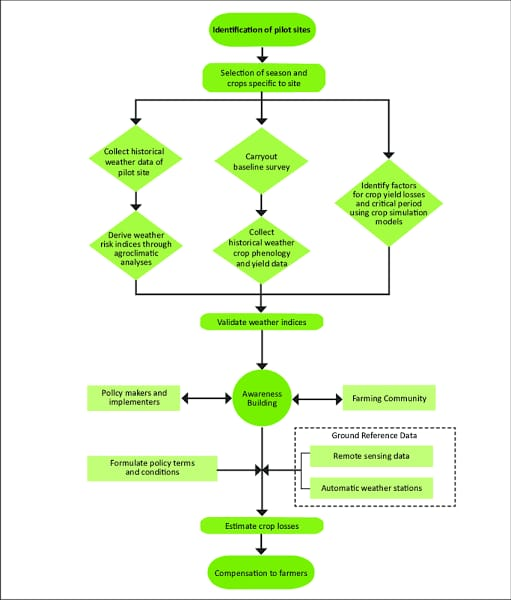 Identification of pilot sites
Selection of season and
crops specific to site
Collect historical
weather data of
pilot site
Carryout
baseline survey
Identify factors
for crop yield losses
and critical period
using crop simulation
models
Derive weather
risk indices through
agroclimatic
analyses
Collect
historical weather
crop phenology
and yield data
Validate weather indices
Policy makers and
implementers
Awareness
Building
Farming Community
Ground Reference Data
Remote sensing data
Formulate policy terms
and conditions
Automatic weather stations
Estimate crop losses
Compensation to farmers